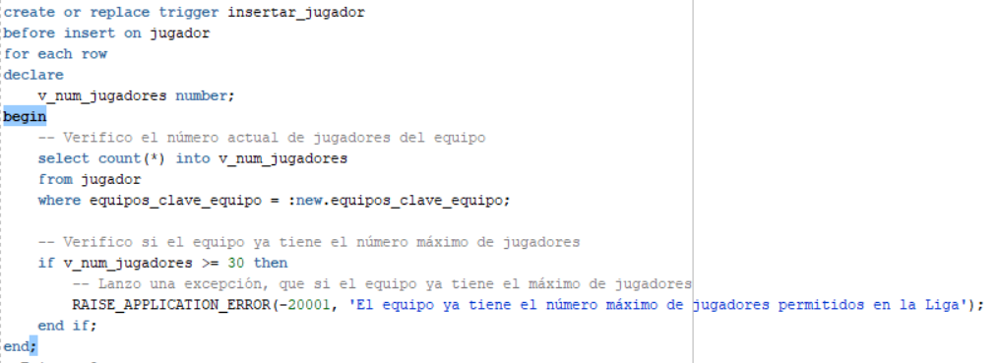 create or replace trigger insertar_jugador
before insert on jugador
for each row
declare
    v_num_jugadores number;
begin
    -- Verifico el número actual de jugadores del equipo
    select count(*) into v_num_jugadores
    from jugador
    where equipos_clave_equipo = :new.equipos_clave_equipo;

    -- Verifico si el equipo ya tiene el número máximo de jugadores
    if v_num_jugadores >= 30 then
        -- Lanzo una excepción, que si el equipo ya tiene el máximo de jugadores
        RAISE_APPLICATION_ERROR(-20001, 'El equipo ya tiene el número máximo de jugadores permitidos en la Liga');
    end if;
end;